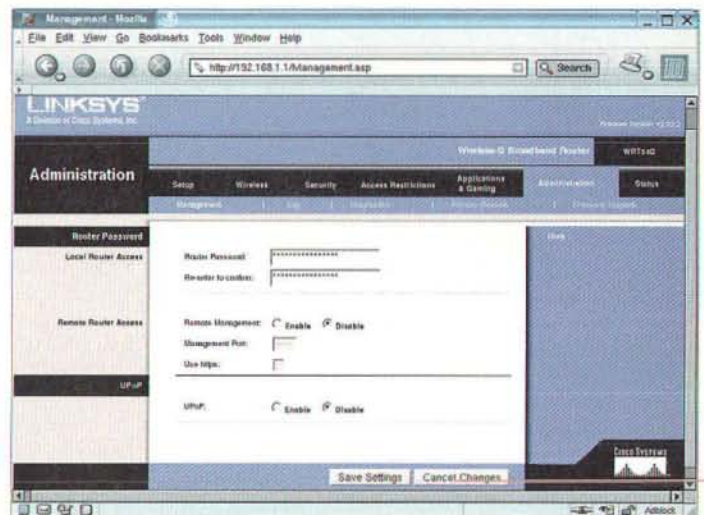 Management - Mozilla
File Edit View Go Bookmarks Tools Window Help
http://192.168.1.1/Management.asp
Search
LINKSYS
A Division of Cisco Systems, Inc.
Wireless-G Broadband Router
WRT54G
Administration
Setup Wireless Security Access Restrictions Applications & Gaming Administration Status
Management
Router Password
Local Router Access
Router Password:
Re-enter to confirm:
Remote Router Access
Remote Management: Enable Disable
Management Port:
Use https:
UPnP
UPnP: Enable Disable
CISCO SYSTEMS
Save Settings Cancel Changes
Adblock